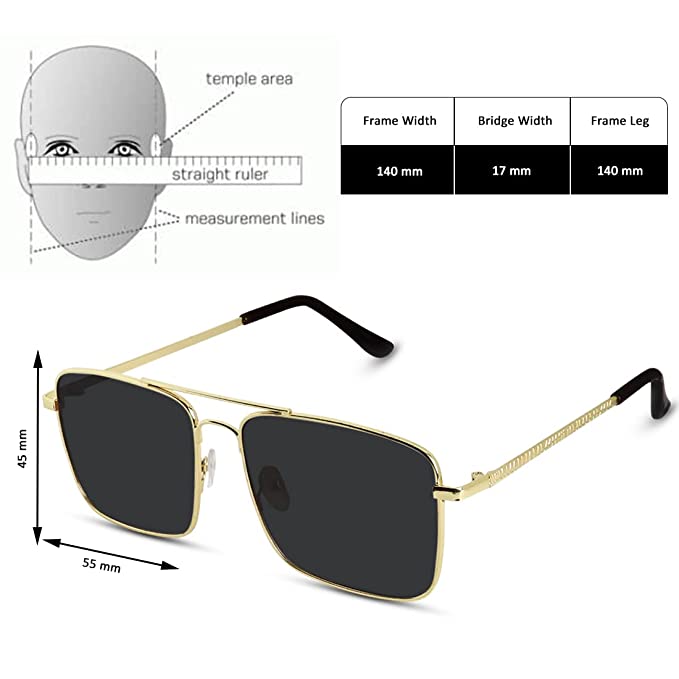 temple area
straight ruler
measurement lines
Frame Width Bridge Width Frame Leg
140 mm 17 mm 140 mm
45 mm
55 mm